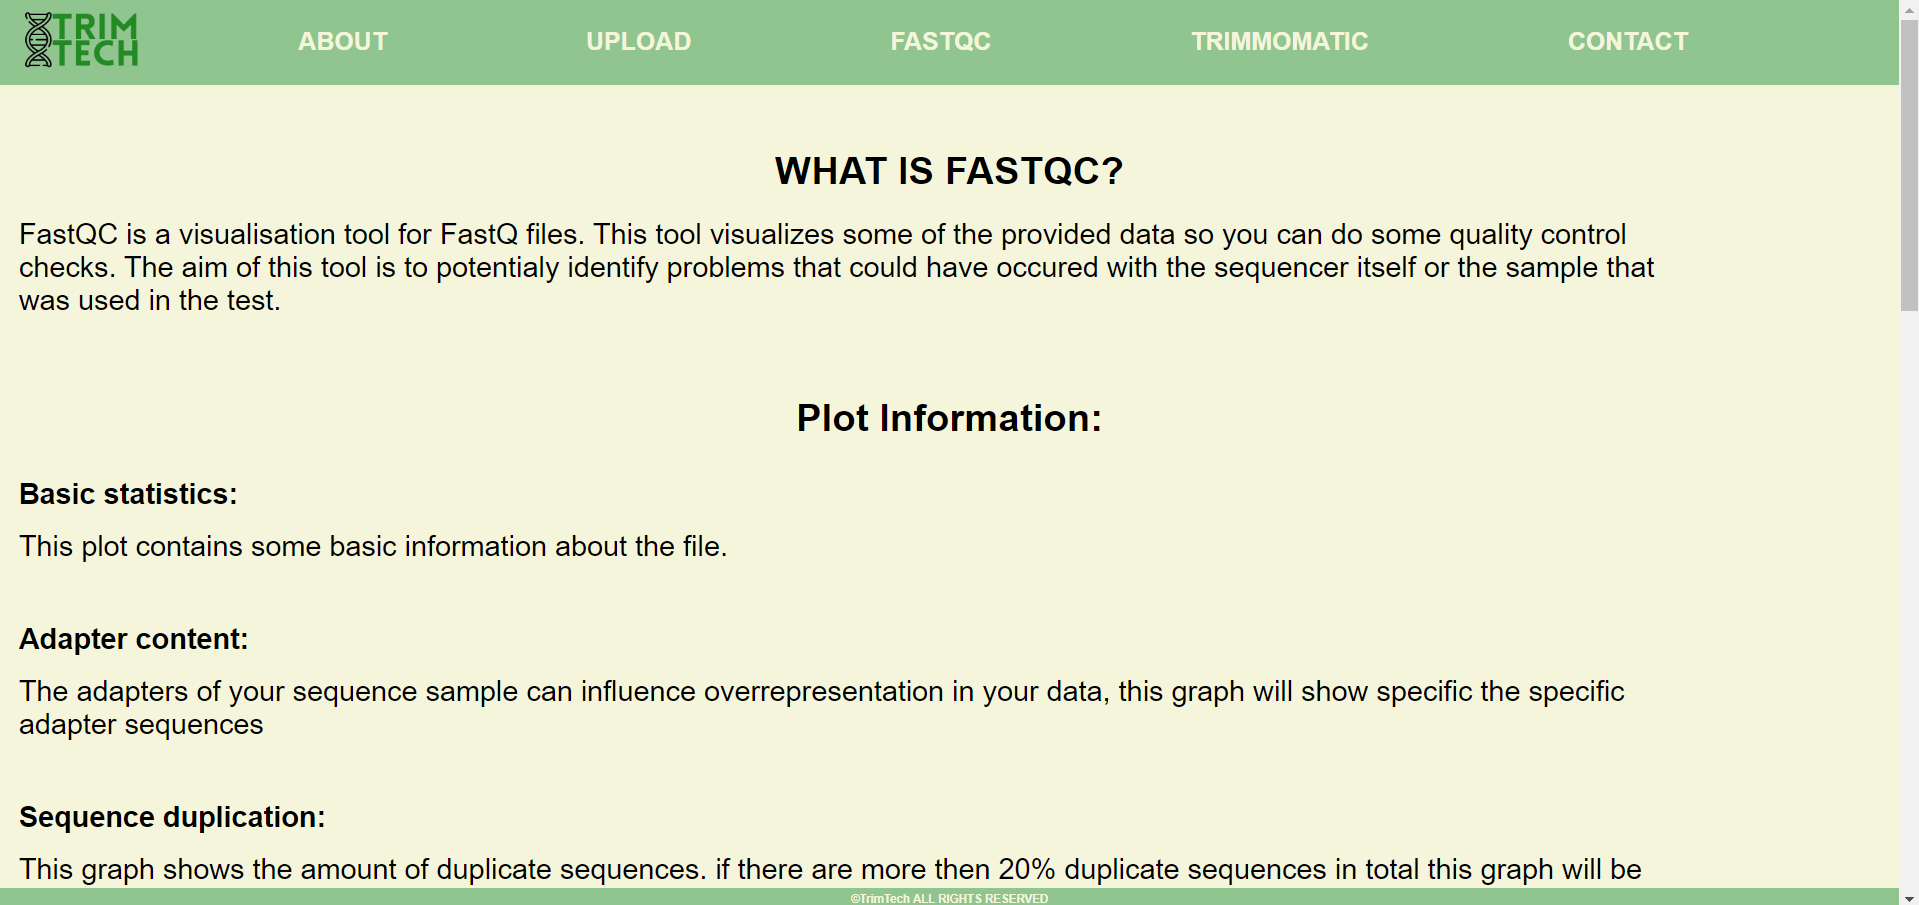 TRIM
TECH
ABOUT UPLOAD FASTQC TRIMMOMATIC CONTACT
WHAT IS FASTQC?
FastQC is a visualisation tool for FastQ files. This tool visualizes some of the provided data so you can do some quality control
checks. The aim of this tool is to potentialy identify problems that could have occured with the sequencer itself or the sample that
was used in the test.
Plot Information:
Basic statistics:
This plot contains some basic information about the file.
Adapter content:
The adapters of your sequence sample can influence overrepresentation in your data, this graph will show specific the specific
adapter sequences
Sequence duplication:
This graph shows the amount of duplicate sequences. if there are more then 20% duplicate sequences in total this graph will be
©TrimTech ALL RIGHTS RESERVED